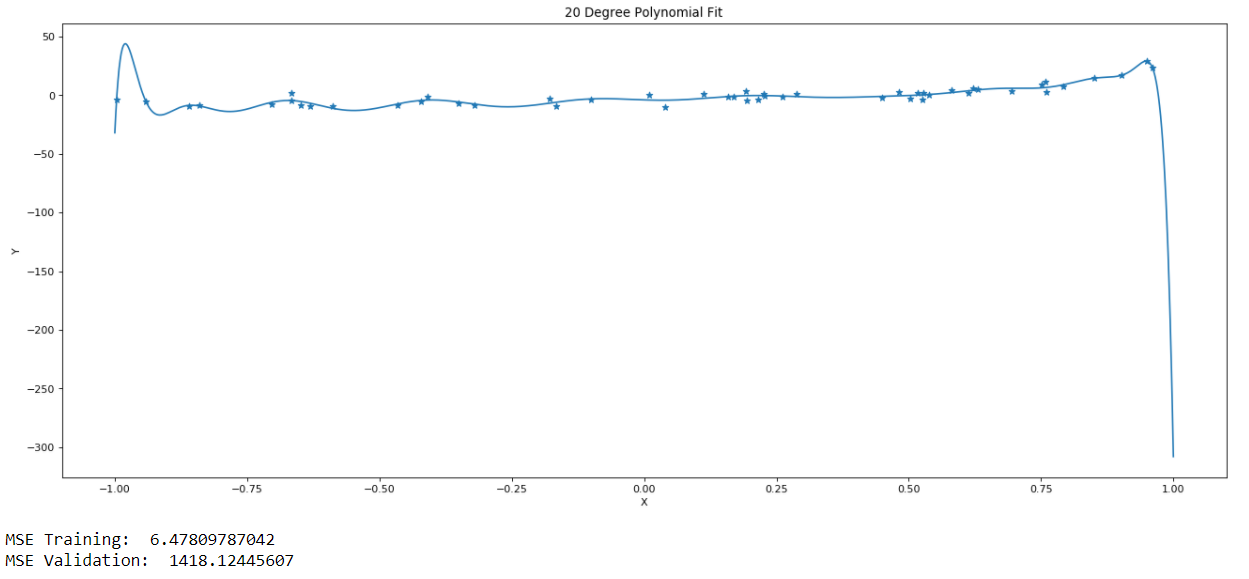 20 Degree Polynomial Fit
50
0
−50
−100
−150
−200
−250
−300
Y
−1.00 −0.75 −0.50 −0.25 0.00 0.25 0.50 0.75 1.00
X
MSE Training:  6.47809787042
MSE Validation:  1418.12445607